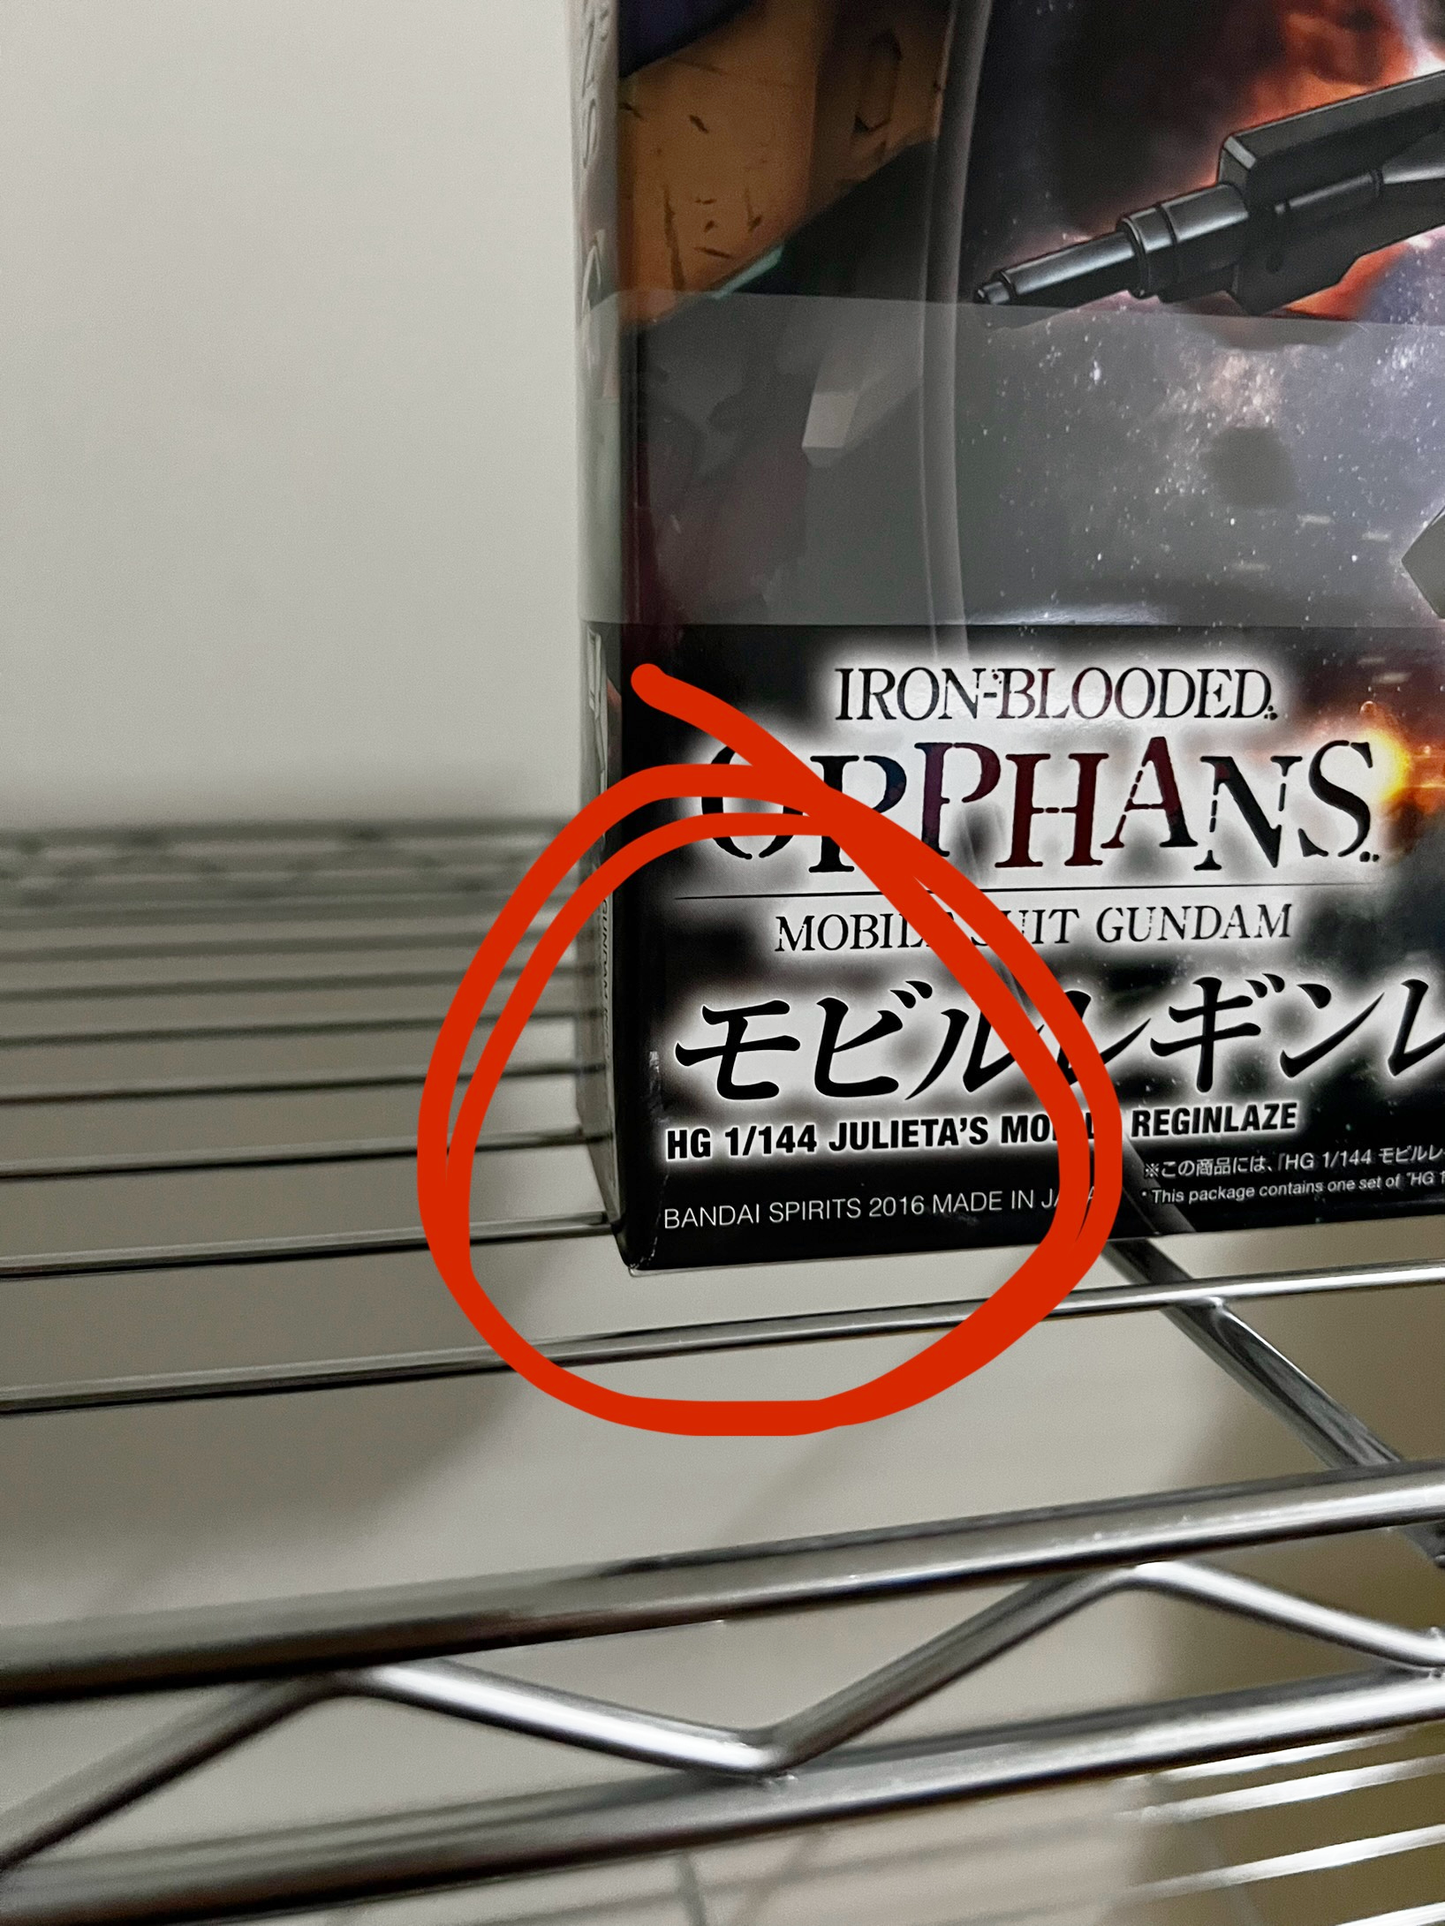 IRON-BLOODED
ORPHANS
MOBILE SUIT GUNDAM
モビルレギンレ
HG 1/144 JULIETA'S MOBILE REGINLAZE
※この商品には、「HG 1/144 モビルレ
BANDAI SPIRITS 2016 MADE IN JAPAN
*This package contains one set of "HG 1